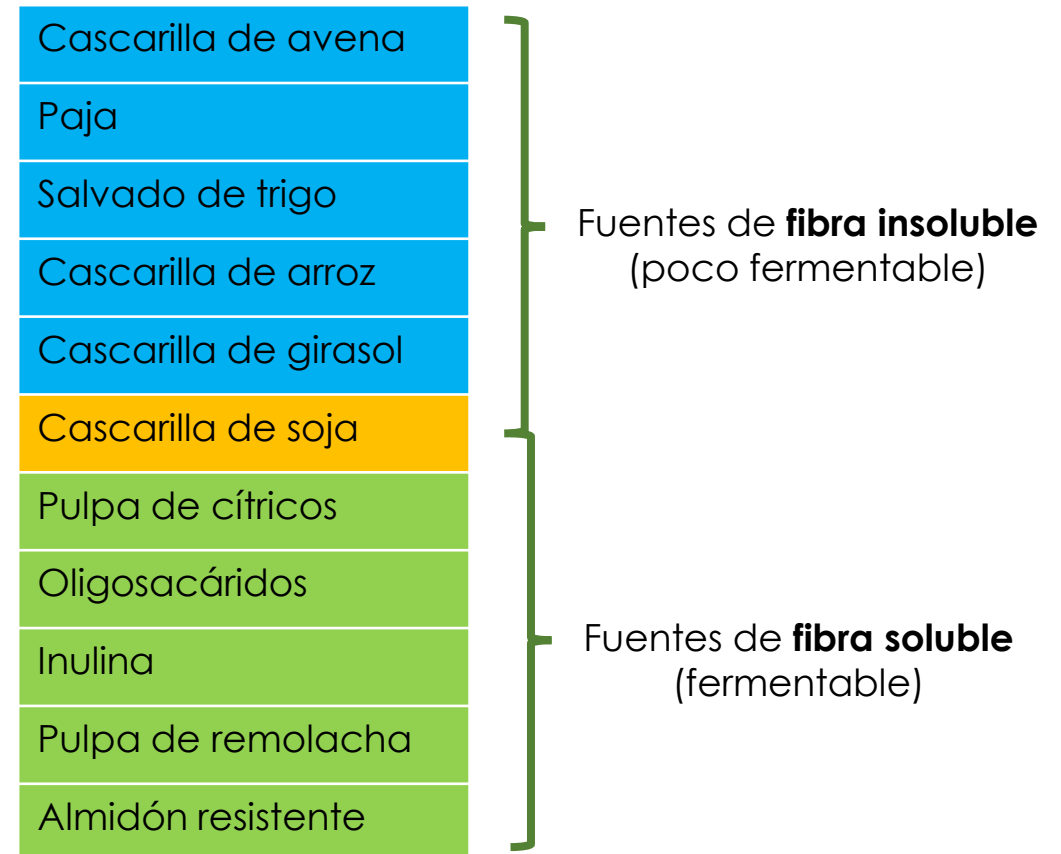 Cascarilla de avena
Paja
Salvado de trigo
Cascarilla de arroz
Cascarilla de girasol
Cascarilla de soja
Pulpa de cítricos
Oligosacáridos
Inulina
Pulpa de remolacha
Almidón resistente
Fuentes de fibra insoluble
(poco fermentable)
Fuentes de fibra soluble
(fermentable)